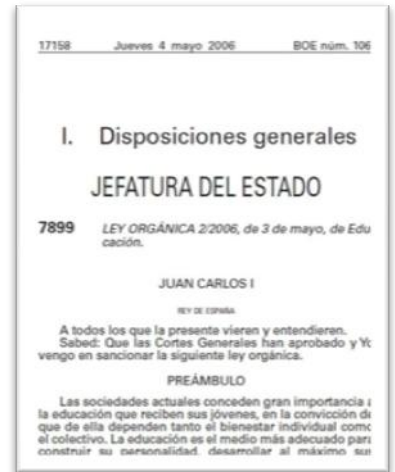 17158 Jueves 4 mayo 2006 BOE núm. 106
I. Disposiciones generales
JEFATURA DEL ESTADO
7899 LEY ORGÁNICA 2/2006, de 3 de mayo, de Edu
cación.
JUAN CARLOS I
REY DE ESPAÑA
A todos los que la presente vieren y entendieren.
Sabed: Que las Cortes Generales han aprobado y Yo
vengo en sancionar la siguiente ley orgánica.
PREÁMBULO
Las sociedades actuales conceden gran importancia a
la educación que reciben sus jóvenes, en la convicción de
que de ella dependen tanto el bienestar individual como
el colectivo. La educación es el medio más adecuado para
construir su personalidad, desarrollar al máximo sus